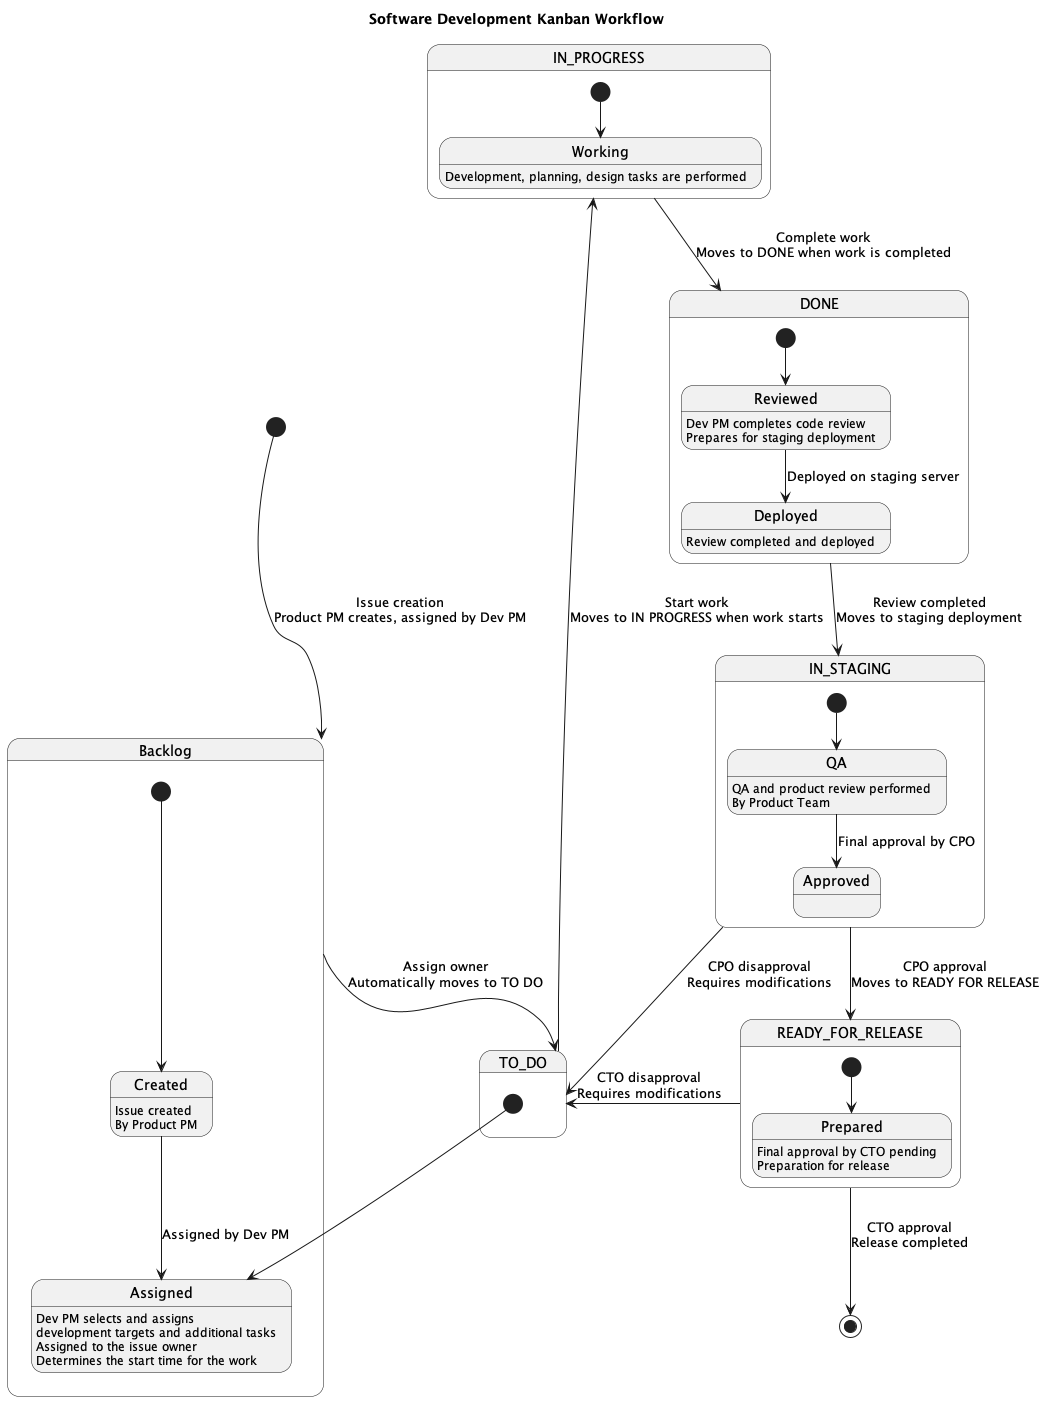 Software Development Kanban Workflow
IN_PROGRESS
Working
Development, planning, design tasks are performed
Complete work
Moves to DONE when work is completed
DONE
Reviewed
Dev PM completes code review
Prepares for staging deployment
Deployed on staging server
Deployed
Review completed and deployed
Issue creation
Product PM creates, assigned by Dev PM
Start work
Moves to IN PROGRESS when work starts
Review completed
Moves to staging deployment
IN_STAGING
QA
QA and product review performed
By Product Team
Final approval by CPO
Approved
Backlog
Assign owner
Automatically moves to TO DO
CPO disapproval
Requires modifications
CPO approval
Moves to READY FOR RELEASE
READY_FOR_RELEASE
TO_DO
CTO disapproval
Requires modifications
Created
Issue created
By Product PM
Prepared
Final approval by CTO pending
Preparation for release
Assigned by Dev PM
CTO approval
Release completed
Assigned
Dev PM selects and assigns
development targets and additional tasks
Assigned to the issue owner
Determines the start time for the work